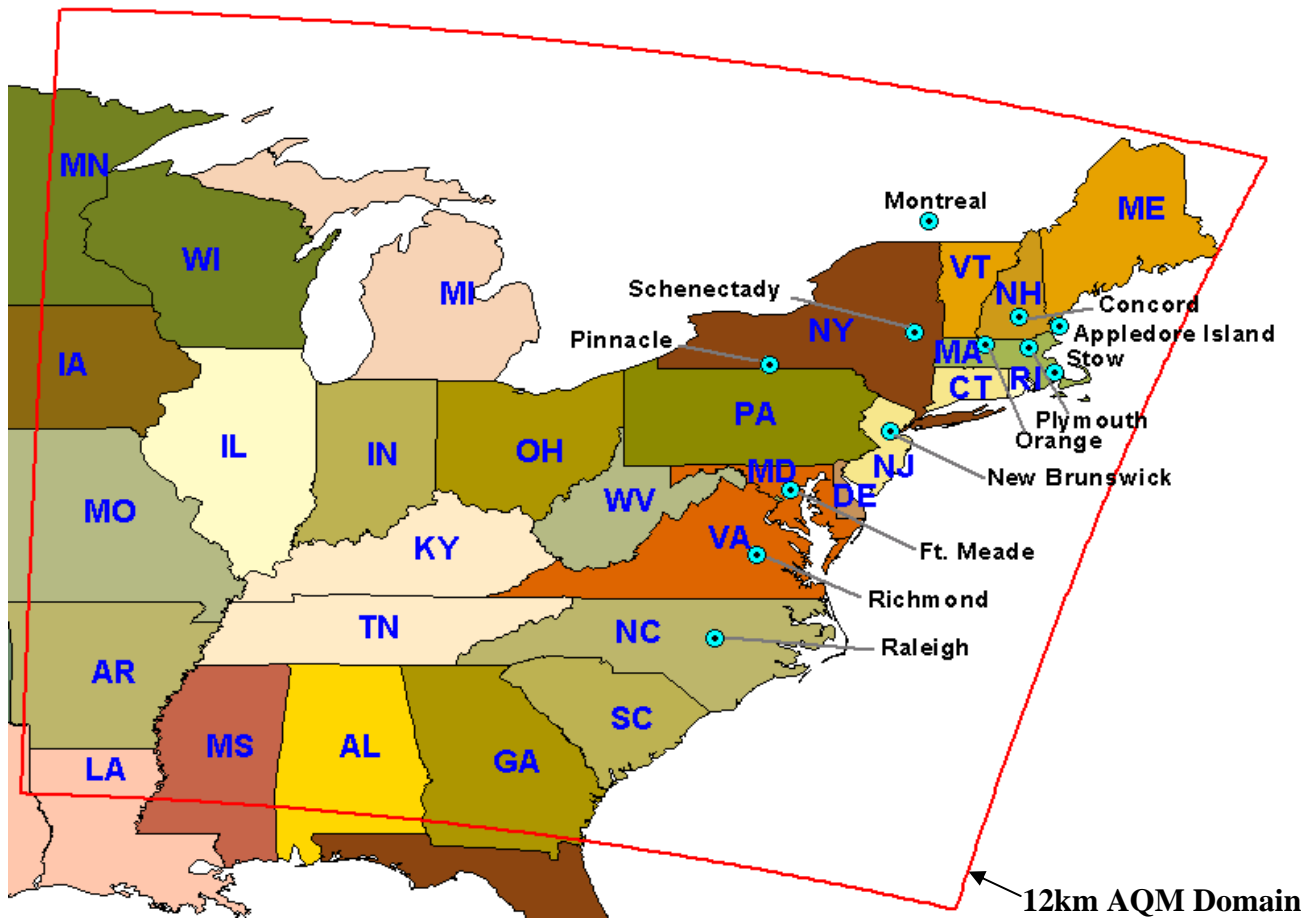 MN
Montreal
ME
WI
VT
MI
Schenectady
NH
Concord
NY
Appledore Island
Pinnacle
MA
Stow
IA
CT
RI
PA
Plymouth
Orange
IL
IN
OH
NJ
New Brunswick
MD
DE
WV
MO
VA
Ft. Meade
KY
Richmond
TN
NC
Raleigh
AR
SC
MS
AL
GA
LA
12km AQM Domain